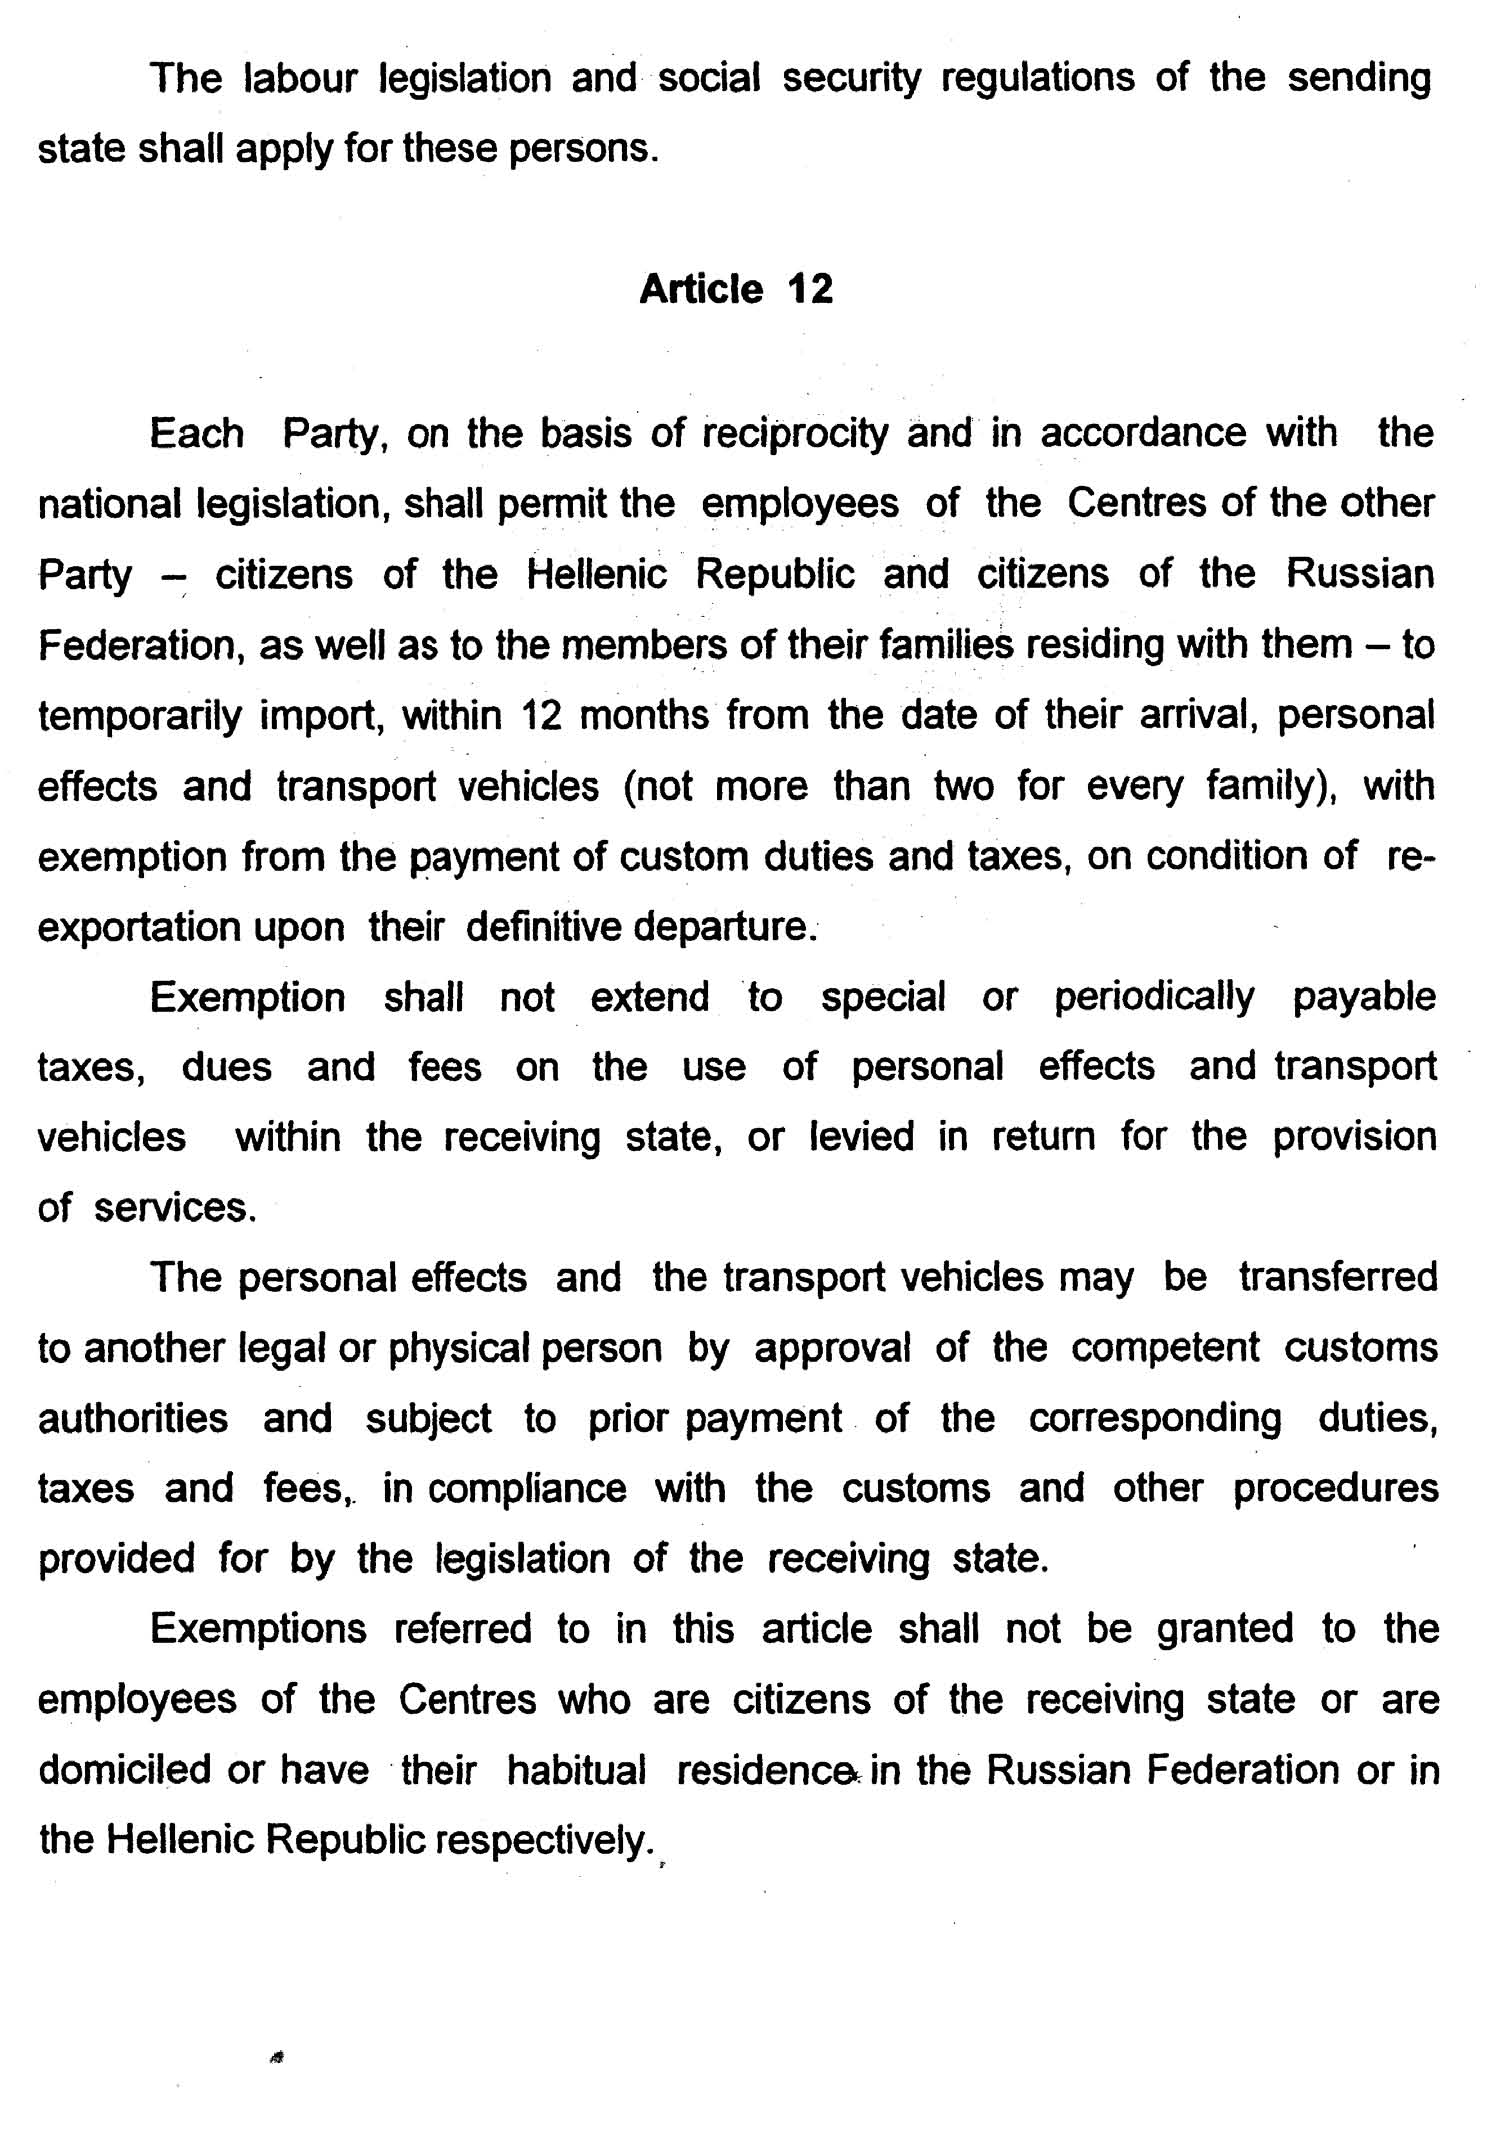 The labour legislation and social security regulations of the sending
state shall apply for these persons.
Article 12
Each Party, on the basis of reciprocity and in accordance with the
national legislation, shall permit the employees of the Centres of the other
Party – citizens of the Hellenic Republic and citizens of the Russian
Federation, as well as to the members of their families residing with them – to
temporarily import, within 12 months from the date of their arrival, personal
effects and transport vehicles (not more than two for every family), with
exemption from the payment of custom duties and taxes, on condition of re-
exportation upon their definitive departure.
Exemption shall not extend to special or periodically payable
taxes, dues and fees on the use of personal effects and transport
vehicles within the receiving state, or levied in return for the provision
of services.
The personal effects and the transport vehicles may be transferred
to another legal or physical person by approval of the competent customs
authorities and subject to prior payment of the corresponding duties,
taxes and fees, in compliance with the customs and other procedures
provided for by the legislation of the receiving state.
Exemptions referred to in this article shall not be granted to the
employees of the Centres who are citizens of the receiving state or are
domiciled or have their habitual residence in the Russian Federation or in
the Hellenic Republic respectively.